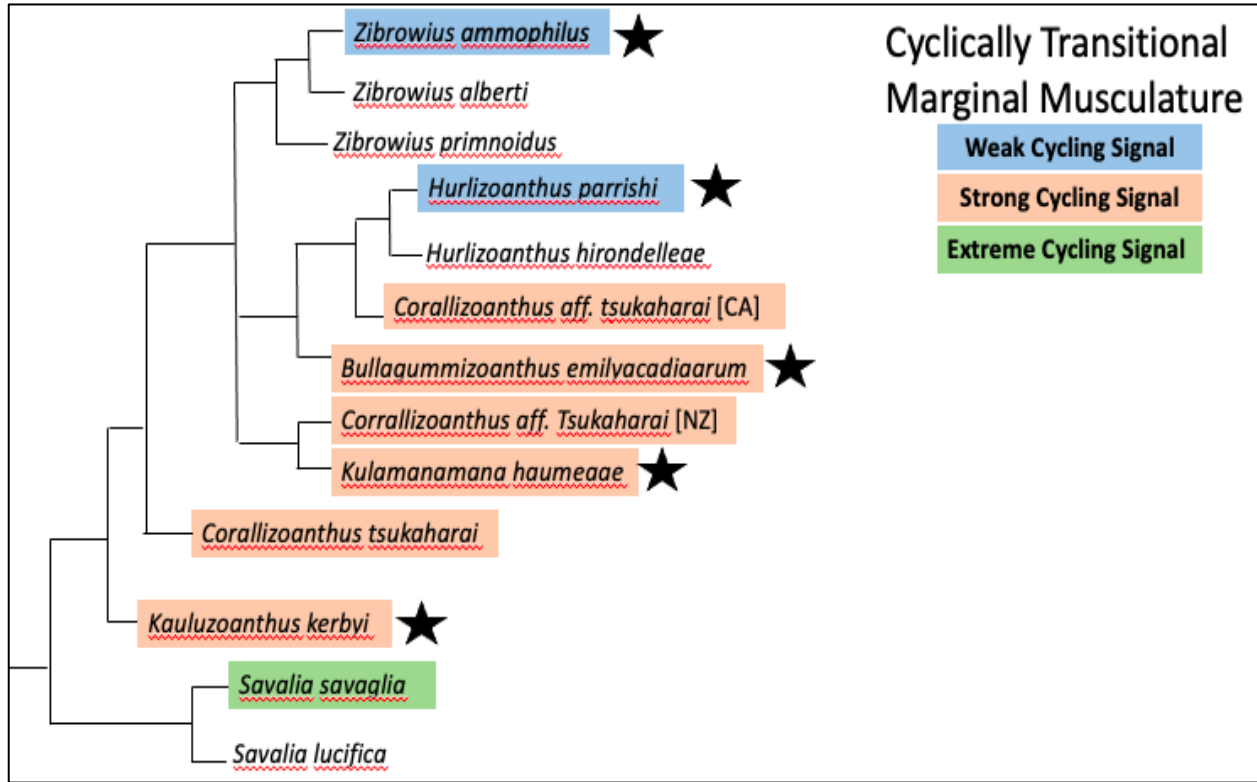 Zibrowius ammophilus
Zibrowius alberti
Zibrowius primnoidus
Hurlizoanthus parrishi
Hurlizoanthus hirondelleae
Corallizoanthus aff. tsukaharai [CA]
Bullagummizoanthus emilyacadiaarum
Corrallizoanthus aff. Tsukaharai [NZ]
Kulamanamana haumeaae
Corallizoanthus tsukaharai
Kauluzoanthus kerbyi
Savalia savaglia
Savalia lucifica
Cyclically Transitional
Marginal Musculature
Weak Cycling Signal
Strong Cycling Signal
Extreme Cycling Signal